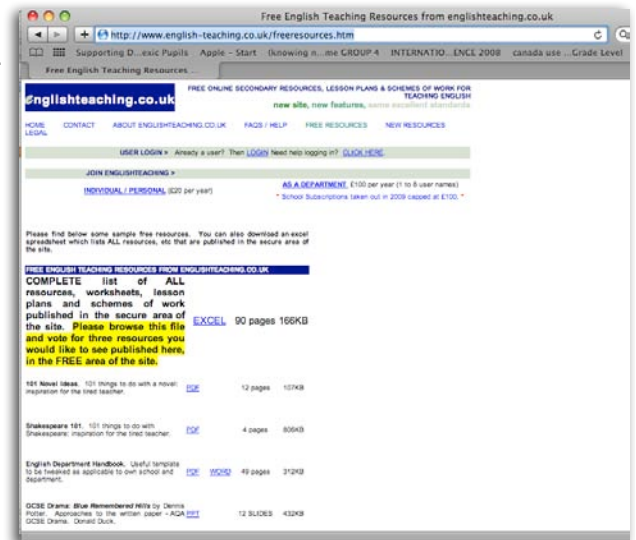 Free English Teaching Resources from englishteaching.co.uk
http://www.english-teaching.co.uk/freeresources.htm
Supporting D...exic Pupils Apple - Start (knowing n...me GROUP 4 INTERNATIO...ENCE 2008 canada use ...Grade Level
Free English Teaching Resources ...
Englishteaching.co.uk
FREE ONLINE SECONDARY RESOURCES, LESSON PLANS & SCHEMES OF WORK FOR
TEACHING ENGLISH
new site, new features, same excellent standards
HOME CONTACT ABOUT ENGLISHTEACHING.CO.UK FAQS / HELP FREE RESOURCES NEW RESOURCES
LEGAL
USER LOGIN » Already a user? Then LOGIN Need help logging in? CLICK HERE.
JOIN ENGLISHTEACHING »
INDIVIDUAL / PERSONAL (£20 per year)
AS A DEPARTMENT £100 per year (1 to 8 user names)
* School Subscriptions taken out in 2009 capped at £100. *
Please find below some sample free resources. You can also download an excel
spreadsheet which lists ALL resources, etc that are published in the secure area of
the site.
FREE ENGLISH TEACHING RESOURCES FROM ENGLISHTEACHING.CO.UK
COMPLETE list of ALL
resources, worksheets, lesson
plans and schemes of work
published in the secure area of
the site. Please browse this file
and vote for three resources you
would like to see published here,
in the FREE area of the site.
EXCEL 90 pages 166KB
101 Novel Ideas. 101 things to do with a novel:
inspiration for the tired teacher.
PDF 12 pages 107KB
Shakespeare 101. 101 things to do with
Shakespeare: inspiration for the tired teacher.
PDF 4 pages 806KB
English Department Handbook. Useful template
to be tweaked as applicable to own school and
department.
PDF WORD 49 pages 312KB
GCSE Drama: Blue Remembered Hills by Dennis
Potter. Approaches to the written paper - AQA
GCSE Drama. Donald Duck.
PPT 12 SLIDES 432KB